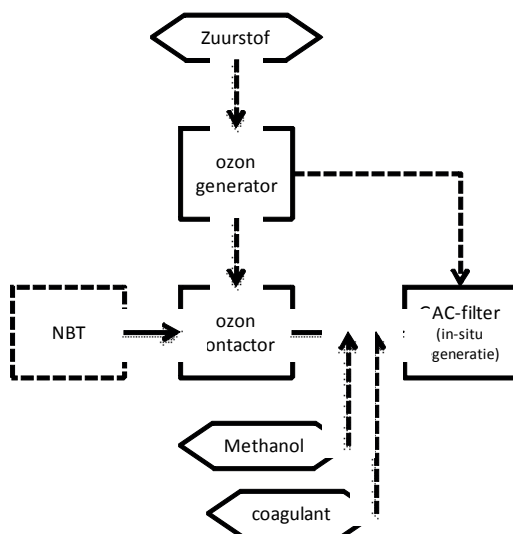 Zuurstof
ozon
generator
NBT
ozon
ontactor
AC-filter
(in-situ
generatie)
Methanol
coagulant